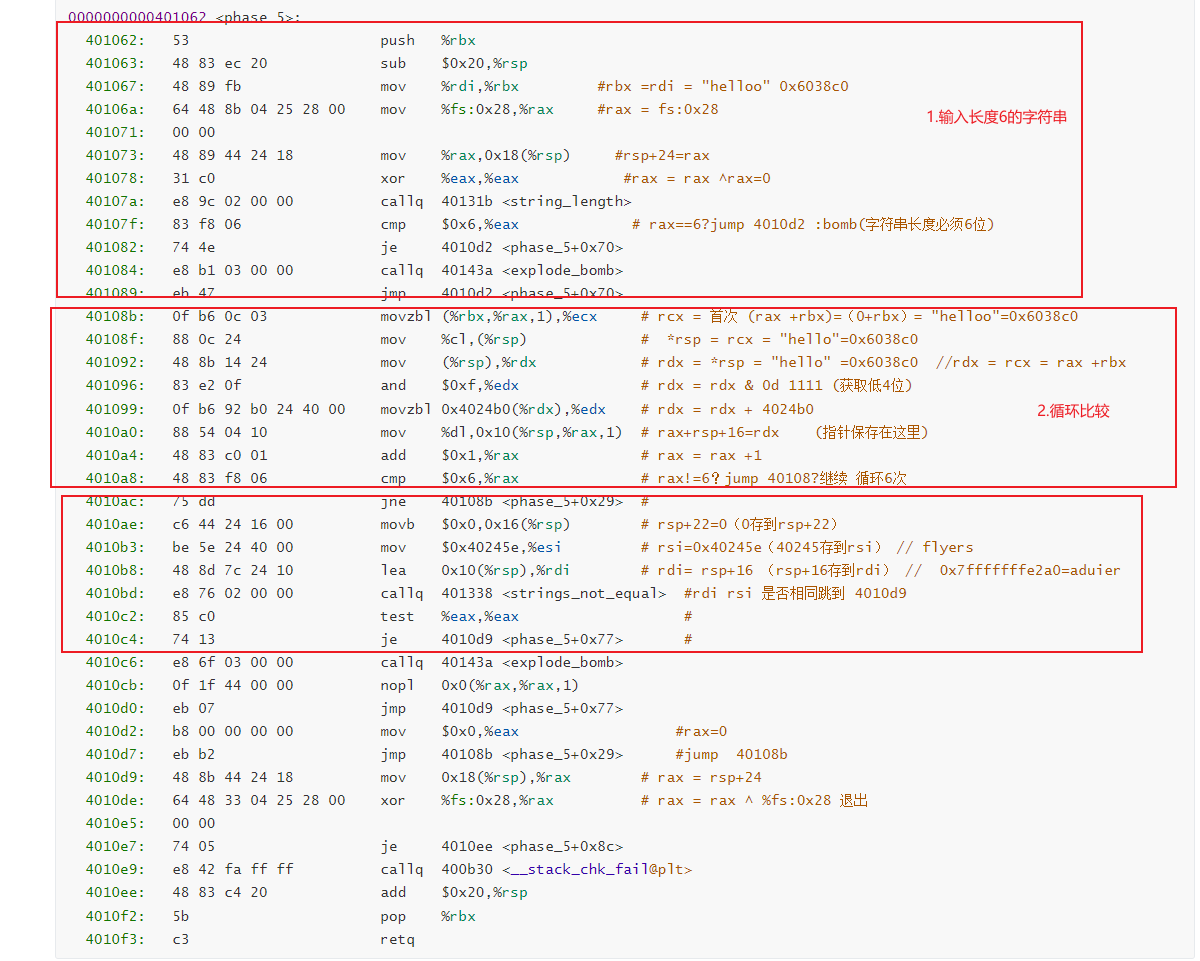 0000000000401062 <phase_5>:
401062: 53 push %rbx
401063: 48 83 ec 20 sub $0x20,%rsp
401067: 48 89 fb mov %rdi,%rbx #rbx =rdi = "helloo" 0x6038c0
40106a: 64 48 8b 04 25 28 00 mov %fs:0x28,%rax #rax = fs:0x28
1.输入长度6的字符串
401071: 00 00
401073: 48 89 44 24 18 mov %rax,0x18(%rsp) #rsp+24=rax
401078: 31 c0 xor %eax,%eax #rax = rax ^rax=0
40107a: e8 9c 02 00 00 callq 40131b <string_length>
40107f: 83 f8 06 cmp $0x6,%eax # rax==6?jump 4010d2 :bomb(字符串长度必须6位)
401082: 74 4e je 4010d2 <phase_5+0x70>
401084: e8 b1 03 00 00 callq 40143a <explode_bomb>
401089: eb 47 jmp 4010d2 <phase_5+0x70>
40108b: 0f b6 0c 03 movzbl (%rbx,%rax,1),%ecx # rcx = 首次 (rax +rbx)=（0+rbx）= "helloo"=0x6038c0
40108f: 88 0c 24 mov %cl,(%rsp) # *rsp = rcx = "hello"=0x6038c0
401092: 48 8b 14 24 mov (%rsp),%rdx # rdx = *rsp = "hello" =0x6038c0 //rdx = rcx = rax +rbx
401096: 83 e2 0f and $0xf,%edx # rdx = rdx & 0d 1111 (获取低4位)
401099: 0f b6 92 b0 24 40 00 movzbl 0x4024b0(%rdx),%edx # rdx = rdx + 4024b0
2.循环比较
4010a0: 88 54 04 10 mov %dl,0x10(%rsp,%rax,1) # rax+rsp+16=rdx （指针保存在这里）
4010a4: 48 83 c0 01 add $0x1,%rax # rax = rax +1
4010a8: 48 83 f8 06 cmp $0x6,%rax # rax!=6？jump 40108?继续 循环6次
4010ac: 75 dd jne 40108b <phase_5+0x29> #
4010ae: c6 44 24 16 00 movb $0x0,0x16(%rsp) # rsp+22=0（0存到rsp+22）
4010b3: be 5e 24 40 00 mov $0x40245e,%esi # rsi=0x40245e（40245存到rsi） // flyers
4010b8: 48 8d 7c 24 10 lea 0x10(%rsp),%rdi # rdi= rsp+16 （rsp+16存到rdi） // 0x7fffffffe2a0=aduier
4010bd: e8 76 02 00 00 callq 401338 <strings_not_equal> #rdi rsi 是否相同跳到 4010d9
4010c2: 85 c0 test %eax,%eax #
4010c4: 74 13 je 4010d9 <phase_5+0x77> #
4010c6: e8 6f 03 00 00 callq 40143a <explode_bomb>
4010cb: 0f 1f 44 00 00 nopl 0x0(%rax,%rax,1)
4010d0: eb 07 jmp 4010d9 <phase_5+0x77>
4010d2: b8 00 00 00 00 mov $0x0,%eax #rax=0
4010d7: eb b2 jmp 40108b <phase_5+0x29> #jump 40108b
4010d9: 48 8b 44 24 18 mov 0x18(%rsp),%rax # rax = rsp+24
4010de: 64 48 33 04 25 28 00 xor %fs:0x28,%rax # rax = rax ^ %fs:0x28 退出
4010e5: 00 00
4010e7: 74 05 je 4010ee <phase_5+0x8c>
4010e9: e8 42 fa ff ff callq 400b30 <__stack_chk_fail@plt>
4010ee: 48 83 c4 20 add $0x20,%rsp
4010f2: 5b pop %rbx
4010f3: c3 retq